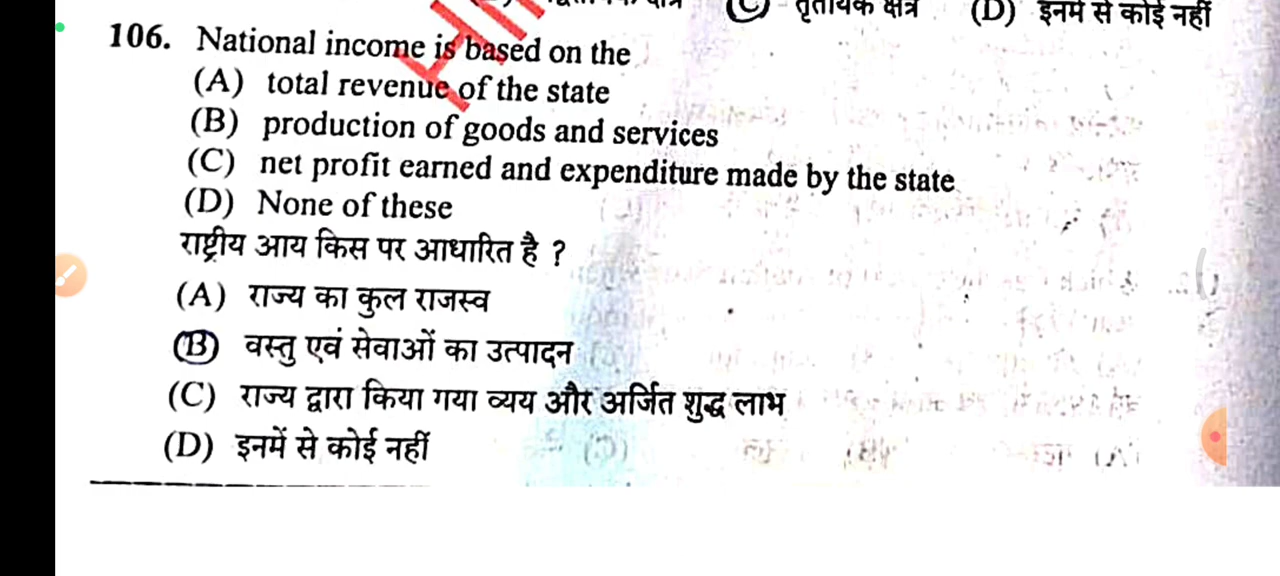 (C) तृतीयक क्षेत्र (D) इनमें से कोई नहीं
106. National income is based on the
(A) total revenue of the state
(B) production of goods and services
(C) net profit earned and expenditure made by the state
(D) None of these
राष्ट्रीय आय किस पर आधारित है ?
(A) राज्य का कुल राजस्व
(B) वस्तु एवं सेवाओं का उत्पादन
(C) राज्य द्वारा किया गया व्यय और अर्जित शुद्ध लाभ
(D) इनमें से कोई नहीं